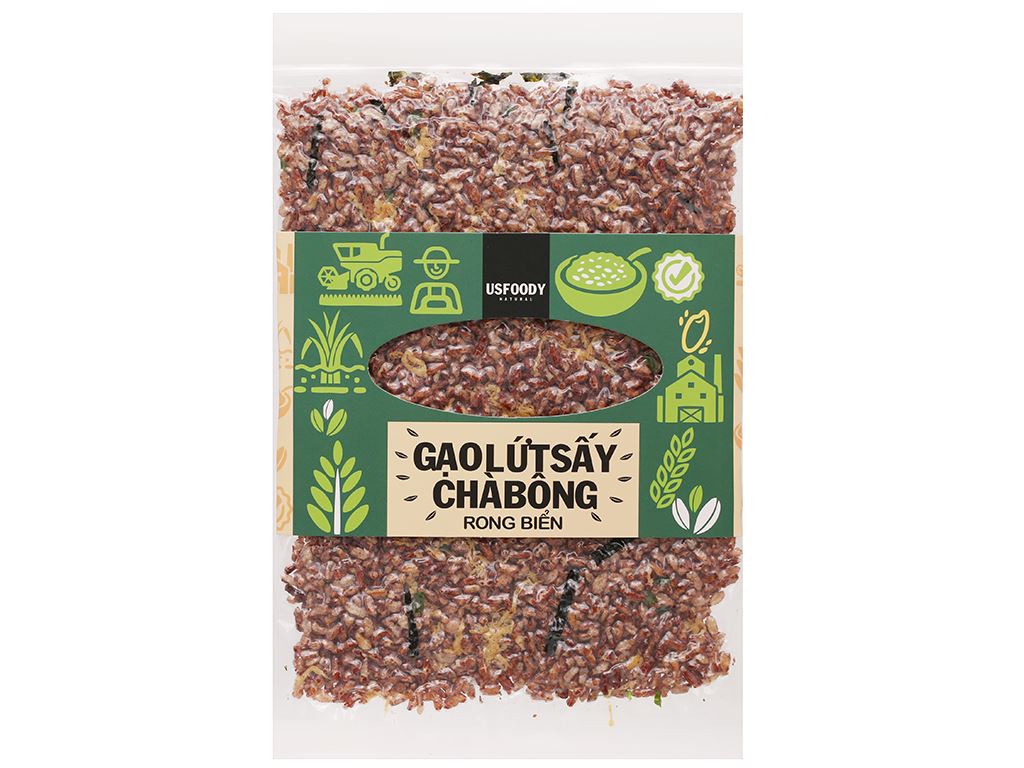 USFOODY
NATURAL
GẠO LỨT SẤY
CHÀ BÔNG
RONG BIỂN